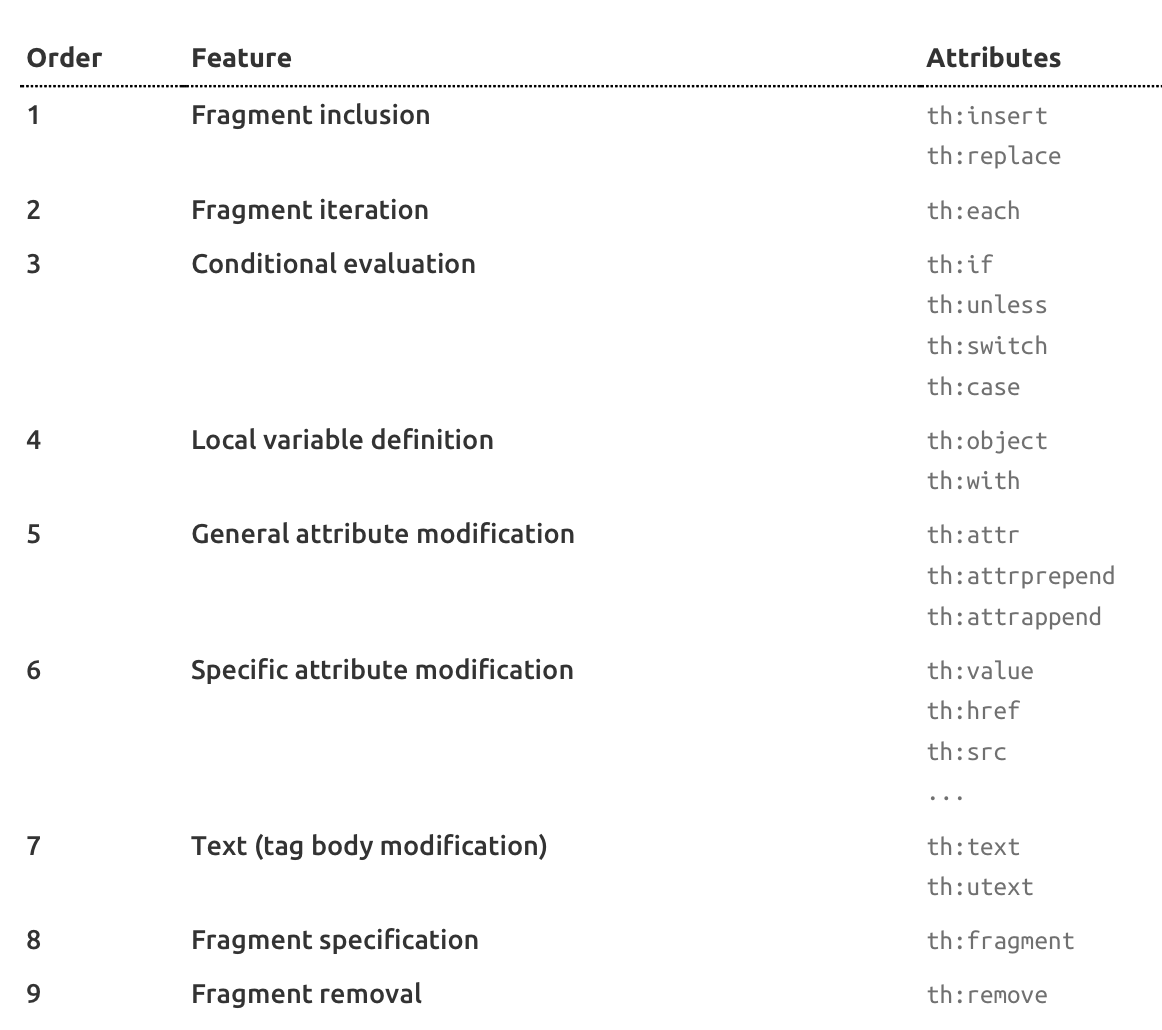 Order Feature Attributes
1 Fragment inclusion th:insert
th:replace
2 Fragment iteration th:each
3 Conditional evaluation th:if
th:unless
th:switch
th:case
4 Local variable definition th:object
th:with
5 General attribute modification th:attr
th:attrprepend
th:attrappend
6 Specific attribute modification th:value
th:href
th:src
...
7 Text (tag body modification) th:text
th:utext
8 Fragment specification th:fragment
9 Fragment removal th:remove